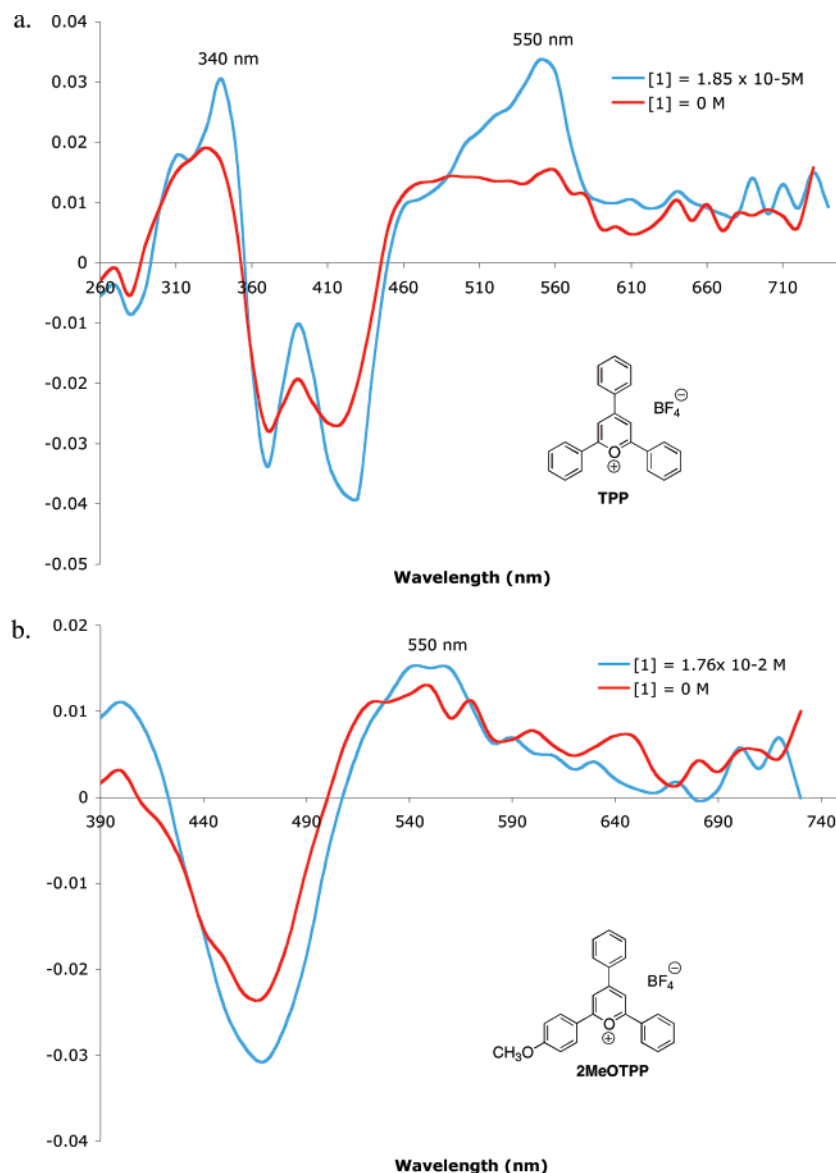 a.
0.04
0.03
0.02
0.01
0
-0.01
-0.02
-0.03
-0.04
-0.05
340 nm
550 nm
[1] = 1.85 x 10-5M
[1] = 0 M
260 310 360 410 460 510 560 610 660 710
BF4⊖
O
⊕
TPP
Wavelength (nm)
b.
0.02
0.01
0
-0.01
-0.02
-0.03
-0.04
550 nm
[1] = 1.76x 10-2 M
[1] = 0 M
390 440 490 540 590 640 690 740
BF4⊖
O
⊕
CH3O
2MeOTPP
Wavelength (nm)